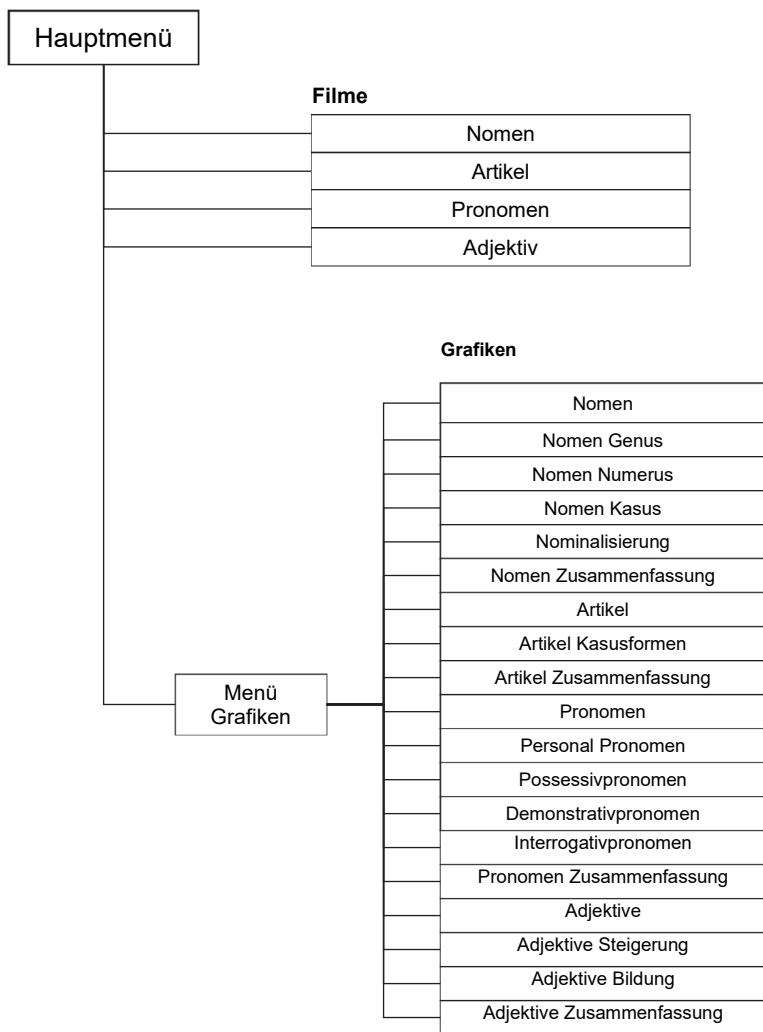 Hauptmenü
Filme
Nomen
Artikel
Pronomen
Adjektiv
Grafiken
Nomen
Nomen Genus
Nomen Numerus
Nomen Kasus
Nominalisierung
Nomen Zusammenfassung
Artikel
Artikel Kasusformen
Artikel Zusammenfassung
Menü
Grafiken
Pronomen
Personal Pronomen
Possessivpronomen
Demonstrativpronomen
Interrogativpronomen
Pronomen Zusammenfassung
Adjektive
Adjektive Steigerung
Adjektive Bildung
Adjektive Zusammenfassung